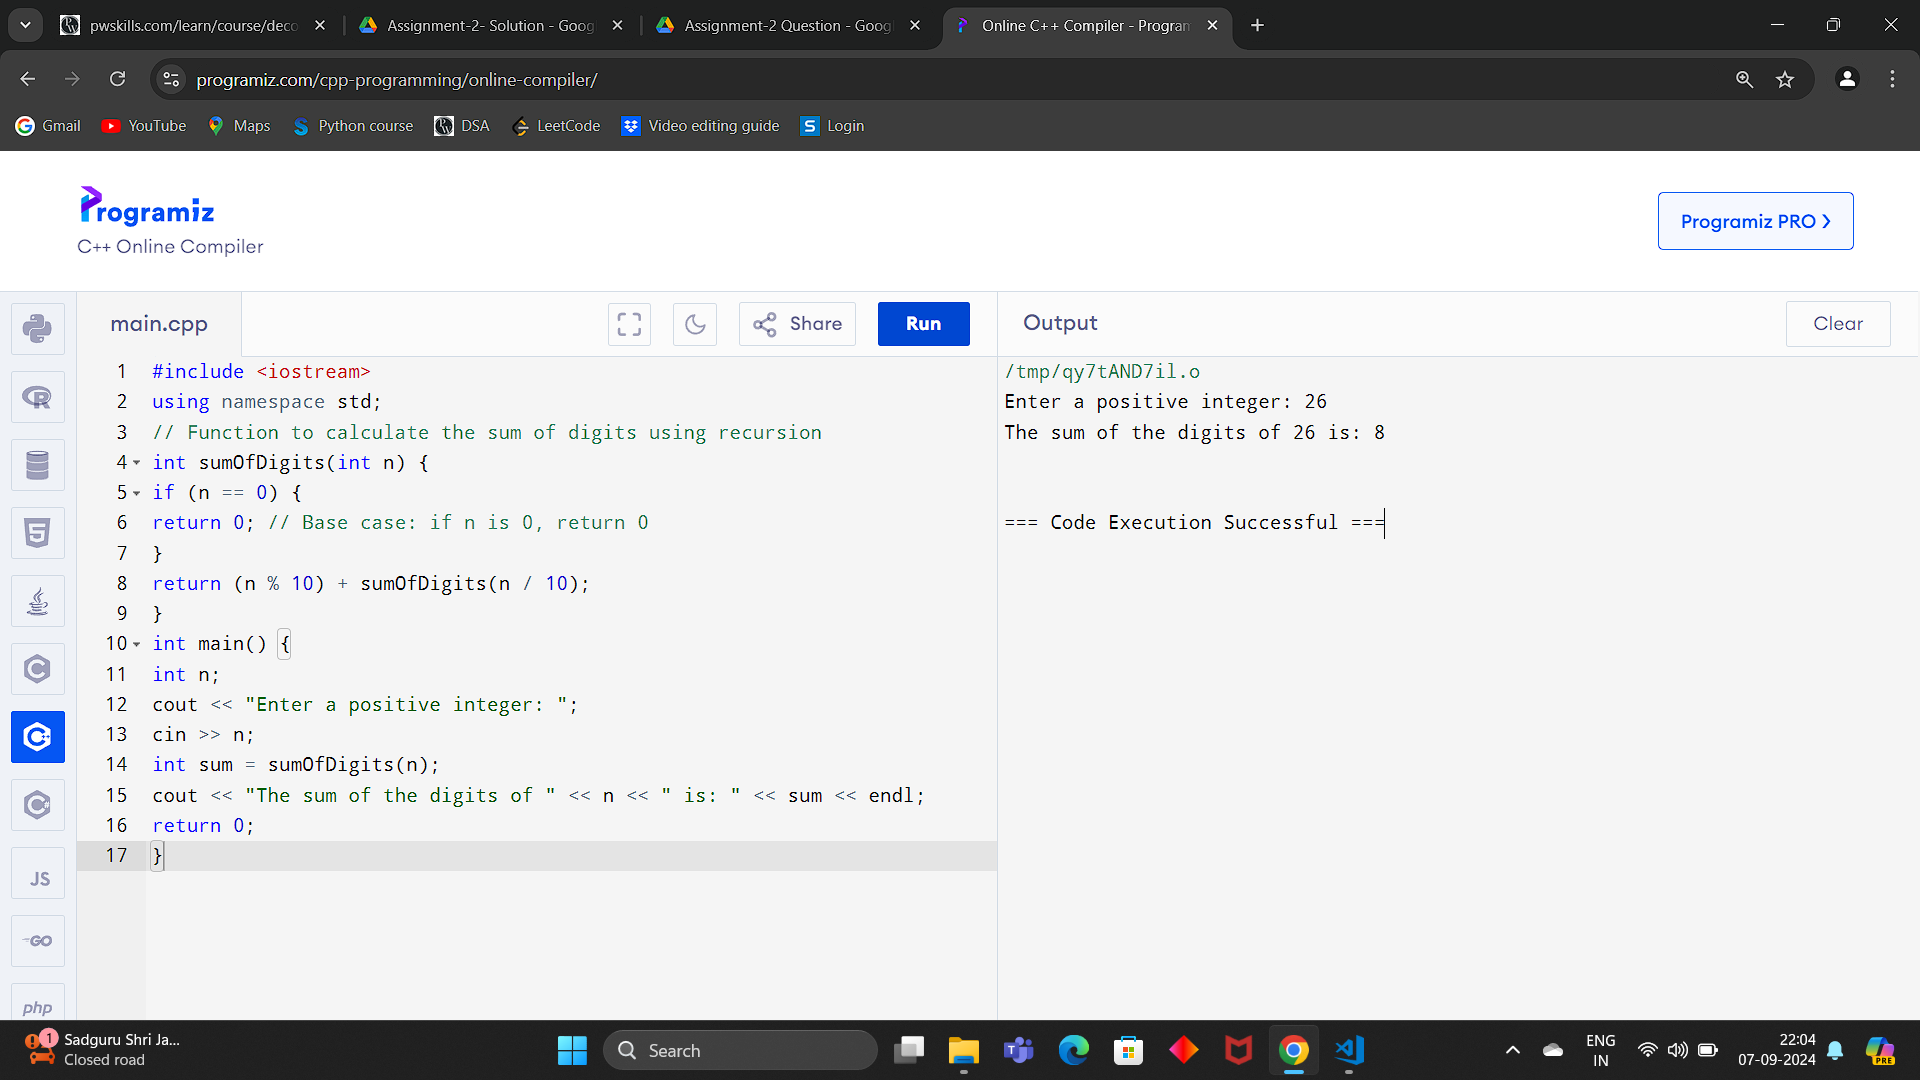 pwskills.com/learn/course/deco
Assignment-2- Solution - Goog
Assignment-2 Question - Goog
Online C++ Compiler - Program
programiz.com/cpp-programming/online-compiler/
Gmail
YouTube
Maps
Python course
DSA
LeetCode
Video editing guide
S
Login
Programiz
C++ Online Compiler
Programiz PRO >
main.cpp
Share
Run
Output
Clear
1 #include <iostream>
2 using namespace std;
3 // Function to calculate the sum of digits using recursion
4 int sumOfDigits(int n) {
5 if (n == 0) {
6 return 0; // Base case: if n is 0, return 0
7 }
8 return (n % 10) + sumOfDigits(n / 10);
9 }
10 int main() {
11 int n;
12 cout << "Enter a positive integer: ";
13 cin >> n;
14 int sum = sumOfDigits(n);
15 cout << "The sum of the digits of " << n << " is: " << sum << endl;
16 return 0;
17 }
/tmp/qy7tAND7il.o
Enter a positive integer: 26
The sum of the digits of 26 is: 8
=== Code Execution Successful ===
JS
GO
php
1
Sadguru Shri Ja...
Closed road
Search
ENG
IN
22:04
07-09-2024
PRE